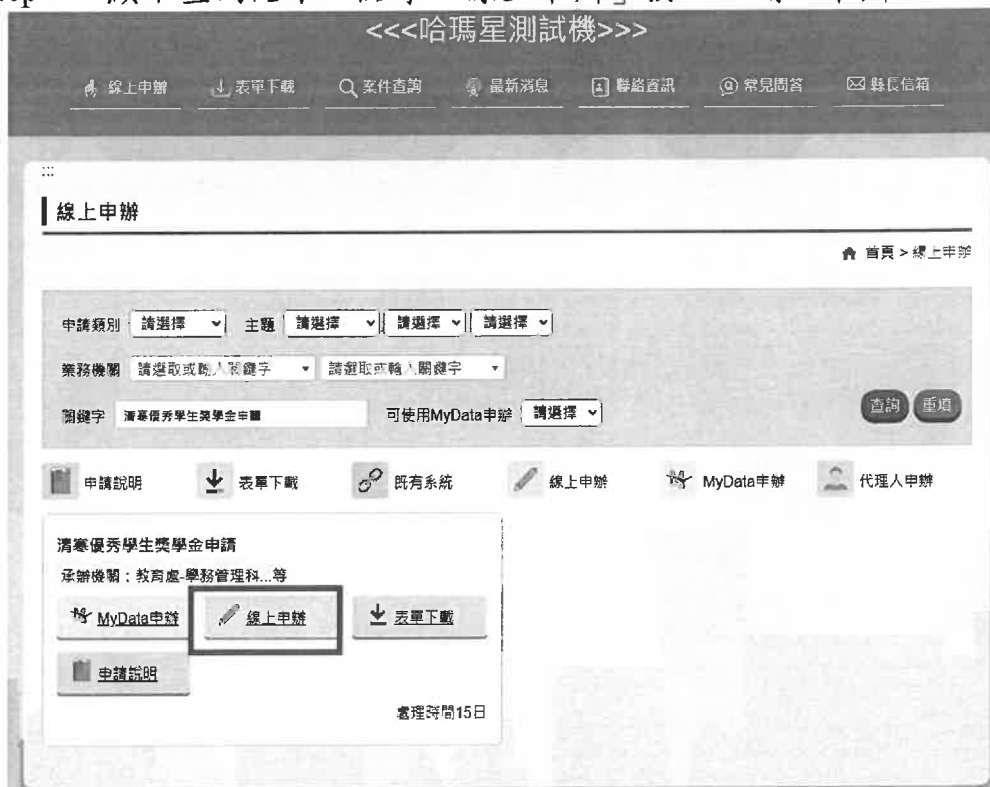 <<<哈瑪星測試機>>>
線上申辦 表單下載 案件查詢 最新消息 聯絡資訊 常見問答 縣長信箱
:::
線上申辦
首頁 > 線上申辦
申請類別 請選擇 主題 請選擇 請選擇 請選擇
業務機關 請選取或輸入關鍵字 請選取或輸入關鍵字
關鍵字 清寒優秀學生獎學金申請 可使用MyData申辦 請選擇 查詢 重填
申請說明 表單下載 既有系統 線上申辦 MyData申辦 代理人申辦
清寒優秀學生獎學金申請
承辦機關：教育處-學務管理科...等
MyData申辦 線上申辦 表單下載
申請說明
處理時間15日